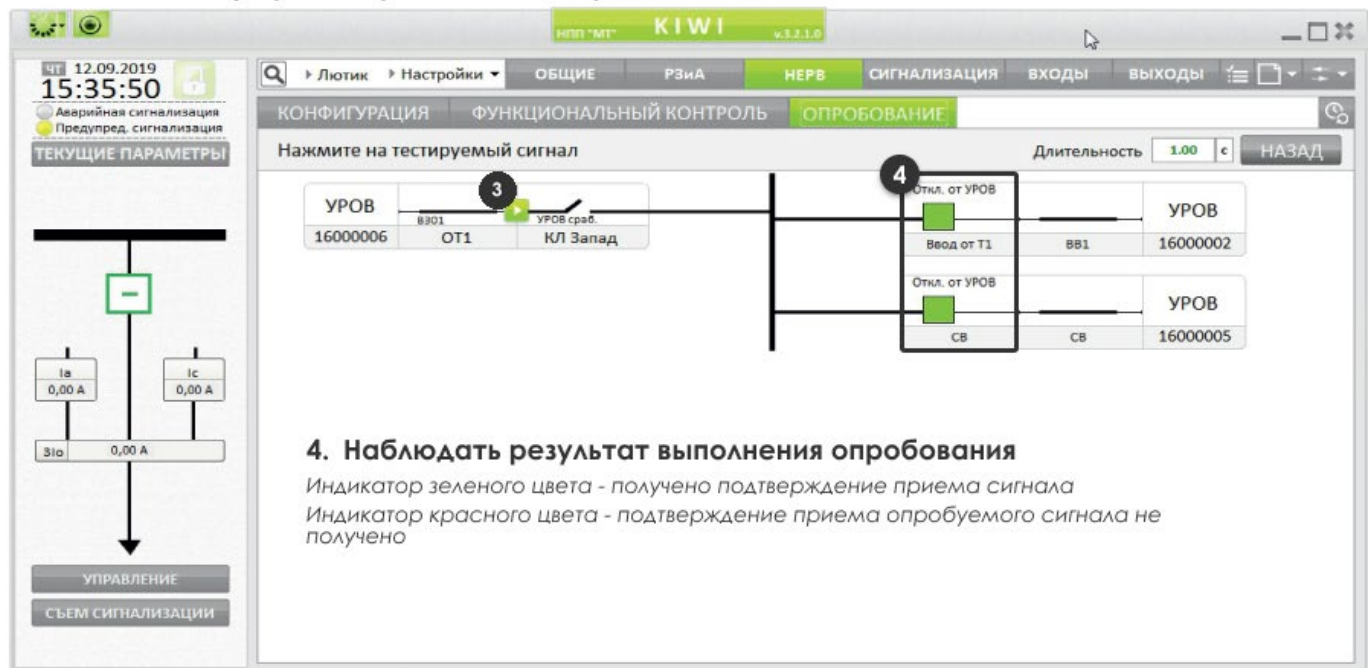 НПП "МТ" KIWI v.3.2.1.0
ЧТ 12.09.2019
15:35:50
Аварийная сигнализация
Предупред. сигнализация
ТЕКУЩИЕ ПАРАМЕТРЫ
Лютик Настройки ОБЩИЕ РЗиА НЕРВ СИГНАЛИЗАЦИЯ ВХОДЫ ВЫХОДЫ
КОНФИГУРАЦИЯ ФУНКЦИОНАЛЬНЫЙ КОНТРОЛЬ ОПРОБОВАНИЕ
Нажмите на тестируемый сигнал Длительность 1.00 с НАЗАД
3
УРОВ ВЗ01 УРОВ сраб.
16000006 ОТ1 КЛ Запад
4
Откл. от УРОВ УРОВ
Ввод от Т1 ВВ1 16000002
Откл. от УРОВ УРОВ
СВ СВ 16000005
Ia Ic
0,00 А 0,00 А
3Io 0,00 А
УПРАВЛЕНИЕ
СЪЕМ СИГНАЛИЗАЦИИ
4. Наблюдать результат выполнения опробования
Индикатор зеленого цвета - получено подтверждение приема сигнала
Индикатор красного цвета - подтверждение приема опробуемого сигнала не
получено